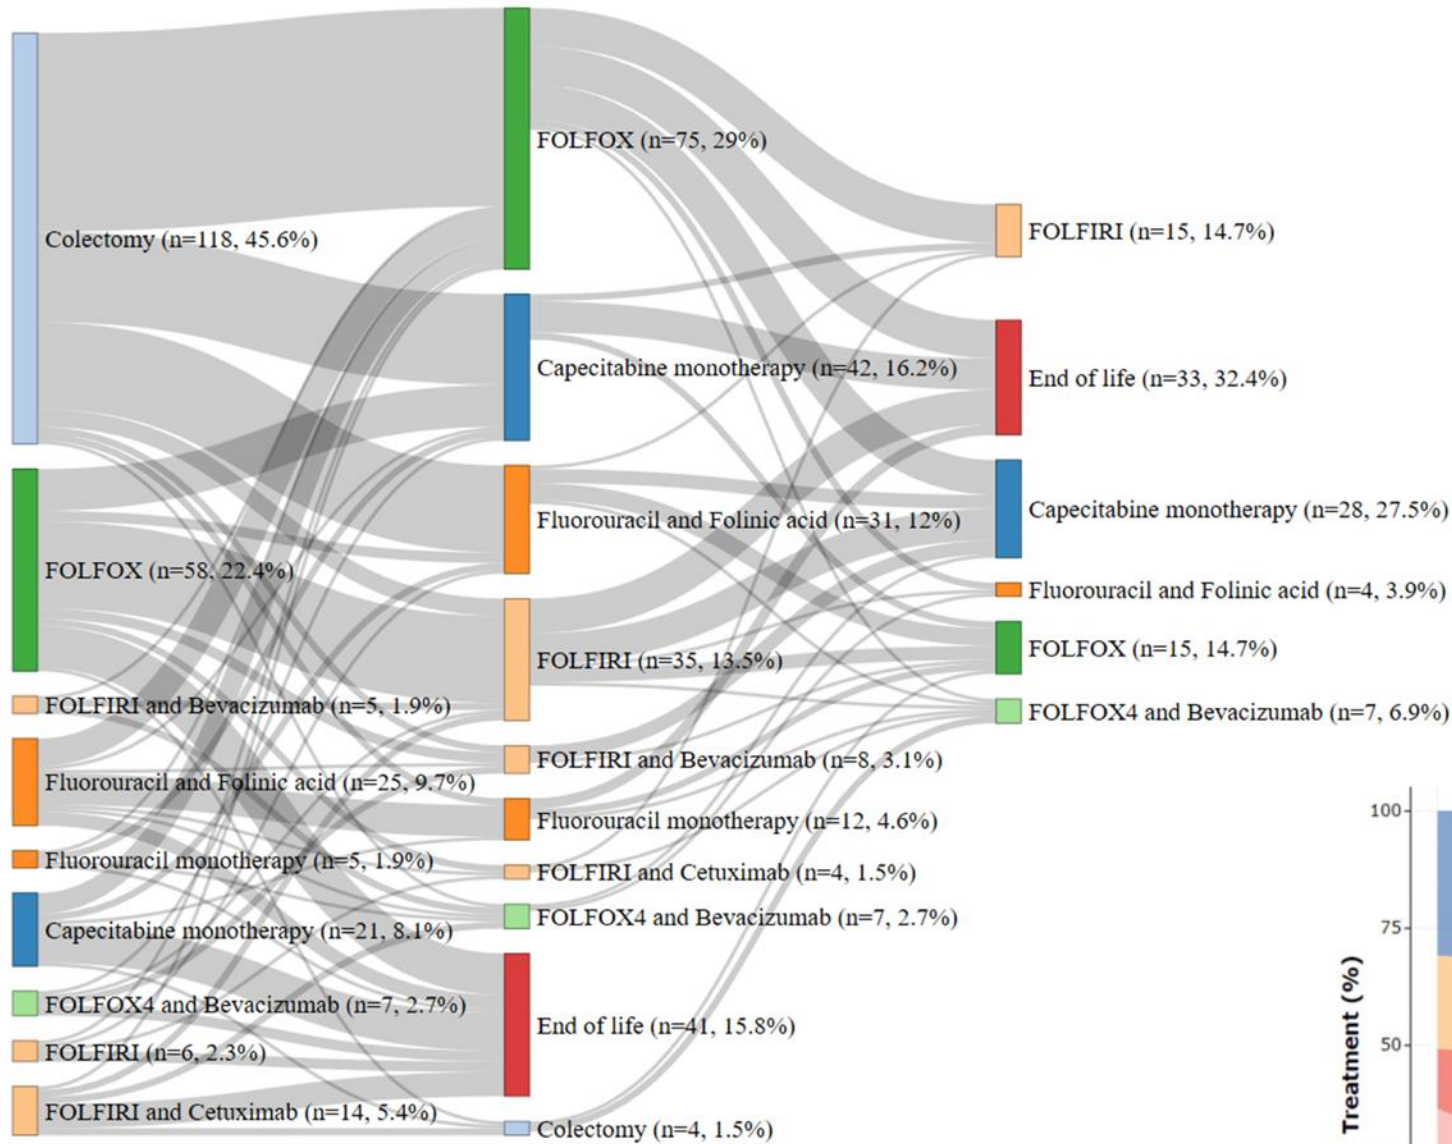 Colectomy (n=118, 45.6%)
FOLFOX (n=58, 22.4%)
FOLFIRI and Bevacizumab (n=5, 1.9%)
Fluorouracil and Folinic acid (n=25, 9.7%)
Fluorouracil monotherapy (n=5, 1.9%)
Capecitabine monotherapy (n=21, 8.1%)
FOLFOX4 and Bevacizumab (n=7, 2.7%)
FOLFIRI (n=6, 2.3%)
FOLFIRI and Cetuximab (n=14, 5.4%)
FOLFOX (n=75, 29%)
Capecitabine monotherapy (n=42, 16.2%)
Fluorouracil and Folinic acid (n=31, 12%)
FOLFIRI (n=35, 13.5%)
FOLFIRI and Bevacizumab (n=8, 3.1%)
Fluorouracil monotherapy (n=12, 4.6%)
FOLFIRI and Cetuximab (n=4, 1.5%)
FOLFOX4 and Bevacizumab (n=7, 2.7%)
End of life (n=41, 15.8%)
Colectomy (n=4, 1.5%)
FOLFIRI (n=15, 14.7%)
End of life (n=33, 32.4%)
Capecitabine monotherapy (n=28, 27.5%)
Fluorouracil and Folinic acid (n=4, 3.9%)
FOLFOX (n=15, 14.7%)
FOLFOX4 and Bevacizumab (n=7, 6.9%)
100
75
50
Treatment (%)